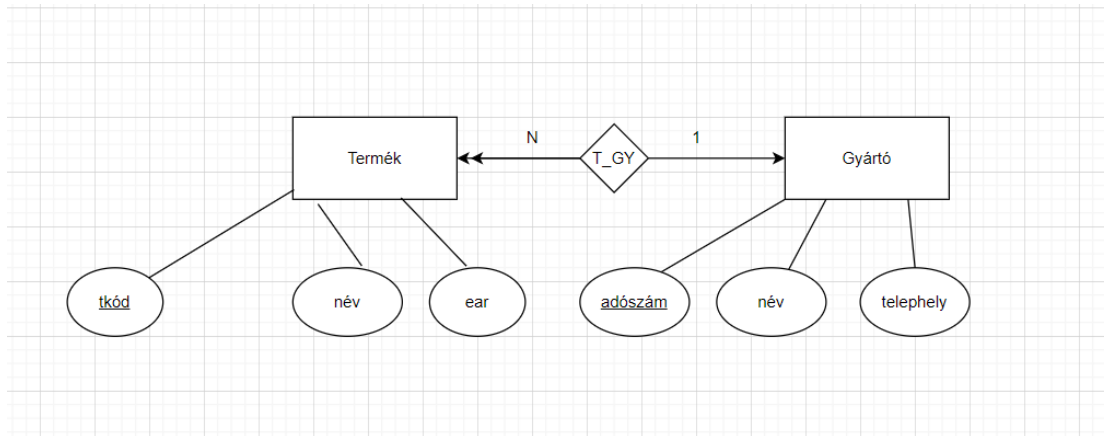 N
1
Termék
T_GY
Gyártó
tkód
név
ear
adószám
név
telephely